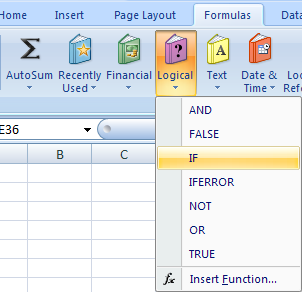 Home Insert Page Layout Formulas Data
Σ ? A
AutoSum Recently Used Financial Logical Text Date & Time
E36
B C
AND
FALSE
IF
IFERROR
NOT
OR
TRUE
fx Insert Function...